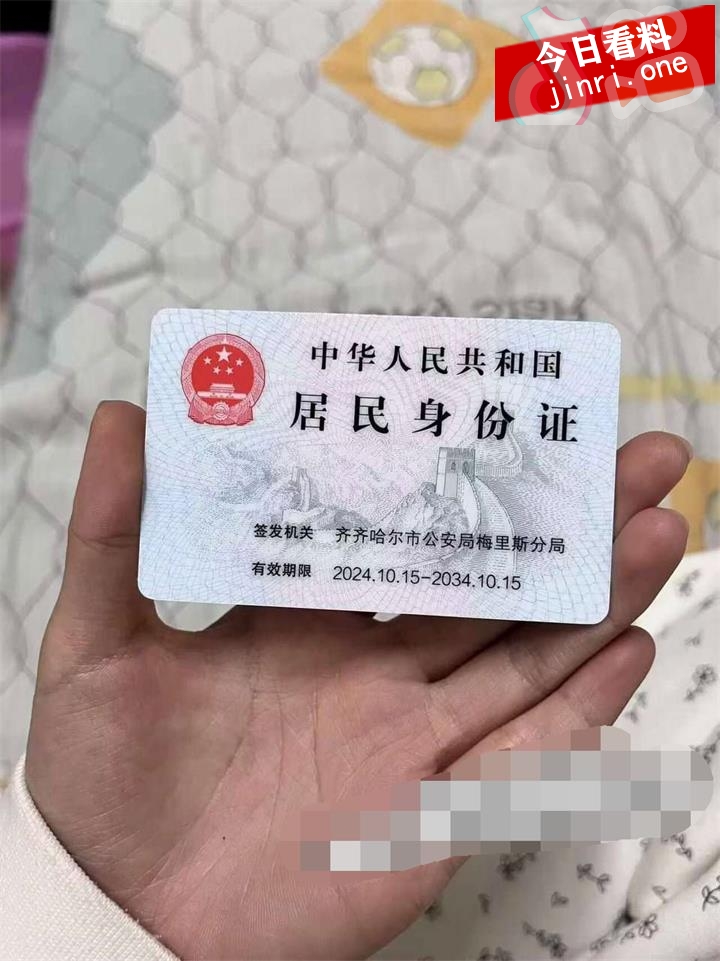 今日看料
jinri.one
中华人民共和国
居民身份证
签发机关 齐齐哈尔市公安局梅里斯分局
有效期限 2024.10.15-2034.10.15